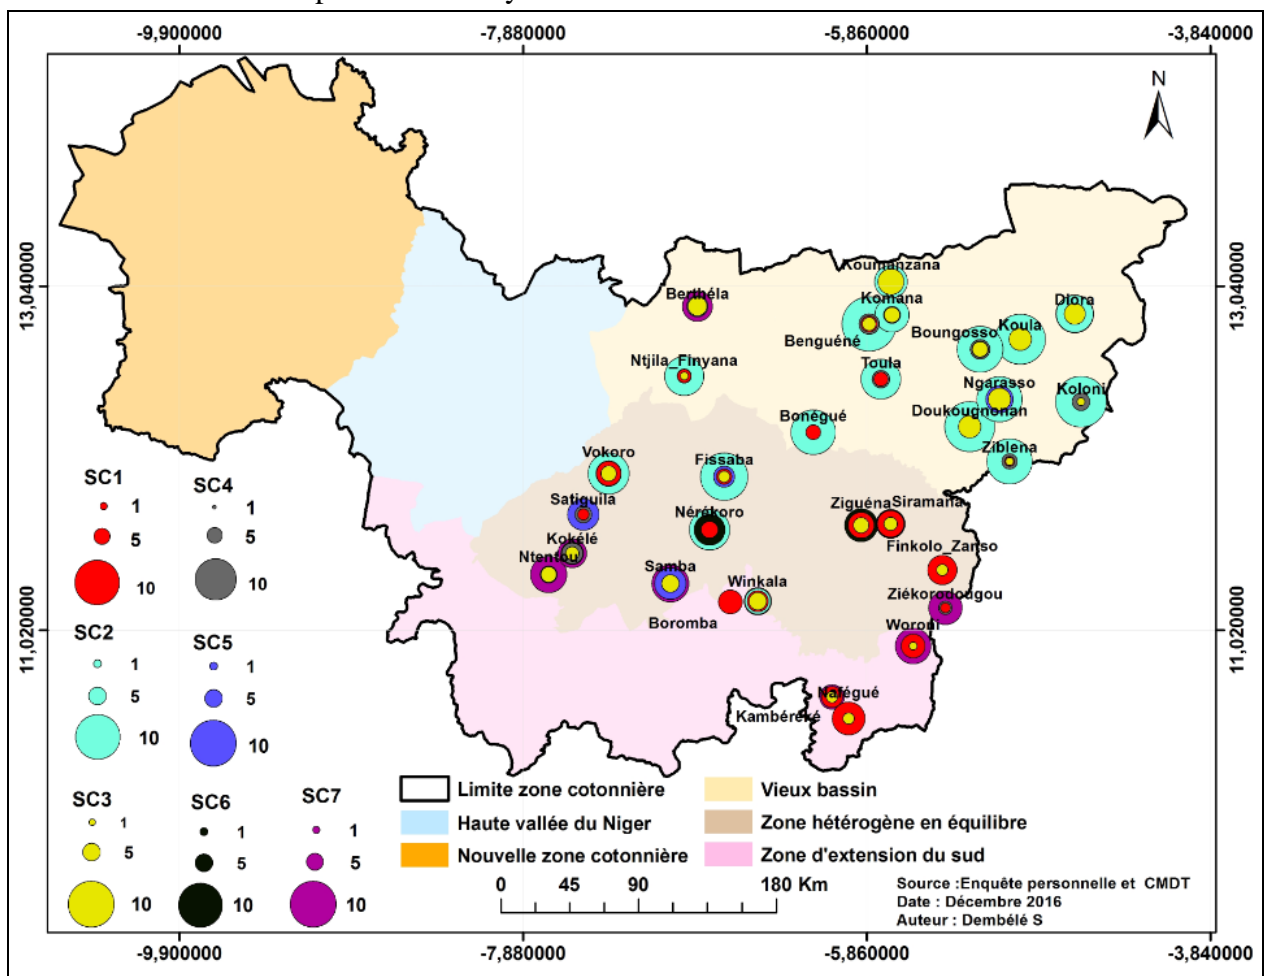 -9,900000 -7,880000 -5,860000 -3,840000
N
13,040000 13,040000
Koumanzana
Berthéla
Komana
Diora
Benguéné
Boungosso Koula
Ntjila_Finyana
Toula
Ngarasso
Koloni
Bonégué
Doukougnonan
Ziblena
Vokoro
Fissaba
Satiguila
Nérékoro
Ziguéna Siramana
Kokélé
Ntentou
Finkolo_Zanso
Samba
Winkala
Ziékorodougou
Boromba
Woroni
11,020000 11,020000
Nafégué
Kambéréké
SC1
1
5
10
SC4
1
5
10
SC2
1
5
10
SC5
1
5
10
SC3
1
5
10
SC6
1
5
10
SC7
1
5
10
Limite zone cotonnière
Haute vallée du Niger
Nouvelle zone cotonnière
Vieux bassin
Zone hétérogène en équilibre
Zone d'extension du sud
0 45 90 180 Km
Source :Enquête personnelle et CMDT
Date : Décembre 2016
Auteur : Dembélé S
-9,900000 -7,880000 -5,860000 -3,840000